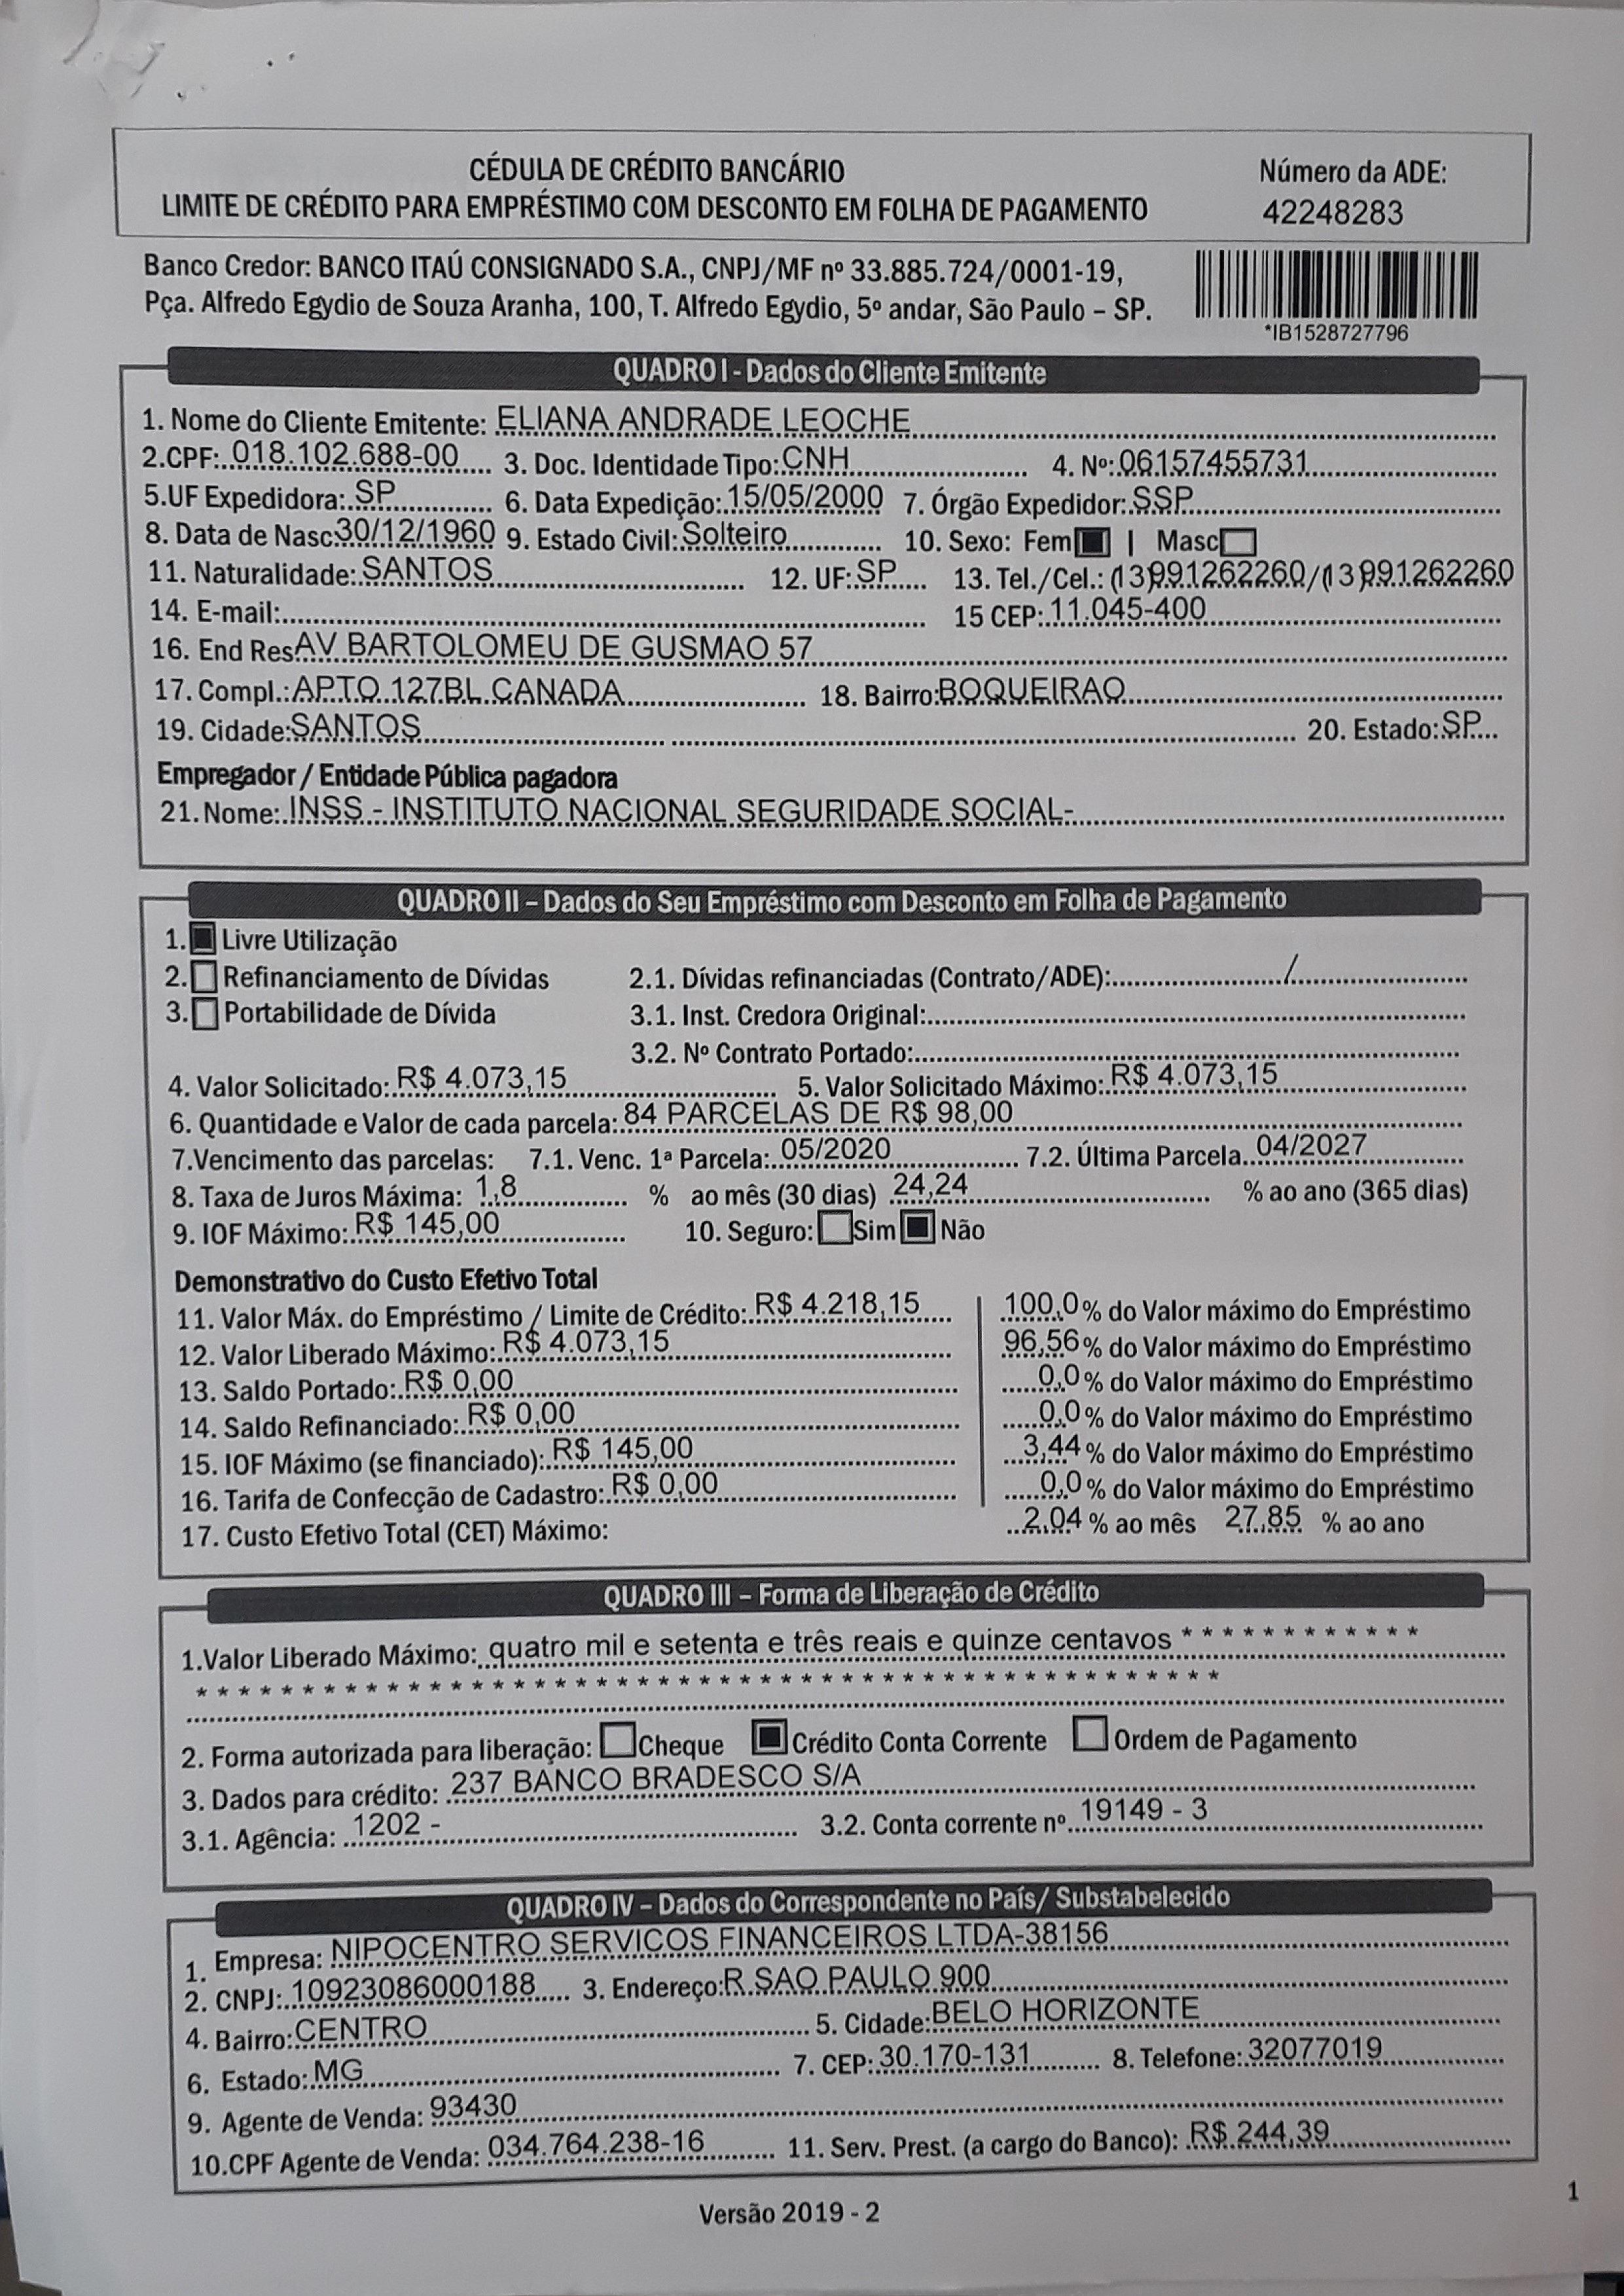 CÉDULA DE CRÉDITO BANCÁRIO
LIMITE DE CRÉDITO PARA EMPRÉSTIMO COM DESCONTO EM FOLHA DE PAGAMENTO
Número da ADE:
42248283
Banco Credor: BANCO ITAÚ CONSIGNADO S.A., CNPJ/MF nº 33.885.724/0001-19,
Pça. Alfredo Egydio de Souza Aranha, 100, T. Alfredo Egydio, 5º andar, São Paulo – SP.
*IB1528727796
QUADRO I - Dados do Cliente Emitente
1. Nome do Cliente Emitente: ELIANA ANDRADE LEOCHE
2.CPF: 018.102.688-00 3. Doc. Identidade Tipo: CNH 4. Nº: 06157455731
5.UF Expedidora: SP 6. Data Expedição: 15/05/2000 7. Órgão Expedidor: SSP
8. Data de Nasc: 30/12/1960 9. Estado Civil: Solteiro 10. Sexo: Fem | Masc
11. Naturalidade: SANTOS 12. UF: SP 13. Tel./Cel.: (13)991262260/(13)991262260
14. E-mail: 15 CEP: 11.045-400
16. End Res AV BARTOLOMEU DE GUSMAO 57
17. Compl.: APTO 127BL CANADA 18. Bairro: BOQUEIRAO
19. Cidade: SANTOS 20. Estado: SP
Empregador / Entidade Pública pagadora
21. Nome: INSS - INSTITUTO NACIONAL SEGURIDADE SOCIAL-
QUADRO II – Dados do Seu Empréstimo com Desconto em Folha de Pagamento
1. Livre Utilização
2. Refinanciamento de Dívidas 2.1. Dívidas refinanciadas (Contrato/ADE): /
3. Portabilidade de Dívida 3.1. Inst. Credora Original:
3.2. Nº Contrato Portado:
4. Valor Solicitado: R$ 4.073,15 5. Valor Solicitado Máximo: R$ 4.073,15
6. Quantidade e Valor de cada parcela: 84 PARCELAS DE R$ 98,00
7.Vencimento das parcelas: 7.1. Venc. 1ª Parcela: 05/2020 7.2. Última Parcela 04/2027
8. Taxa de Juros Máxima: 1,8 % ao mês (30 dias) 24,24 % ao ano (365 dias)
9. IOF Máximo: R$ 145,00 10. Seguro: Sim Não
Demonstrativo do Custo Efetivo Total
11. Valor Máx. do Empréstimo / Limite de Crédito: R$ 4.218,15 100,0% do Valor máximo do Empréstimo
12. Valor Liberado Máximo: R$ 4.073,15 96,56% do Valor máximo do Empréstimo
13. Saldo Portado: R$ 0,00 0,0% do Valor máximo do Empréstimo
14. Saldo Refinanciado: R$ 0,00 0,0% do Valor máximo do Empréstimo
15. IOF Máximo (se financiado): R$ 145,00 3,44% do Valor máximo do Empréstimo
16. Tarifa de Confecção de Cadastro: R$ 0,00 0,0% do Valor máximo do Empréstimo
17. Custo Efetivo Total (CET) Máximo: 2,04 % ao mês 27,85 % ao ano
QUADRO III – Forma de Liberação de Crédito
1.Valor Liberado Máximo: quatro mil e setenta e três reais e quinze centavos * * * * * * * * * * * *
* * * * * * * * * * * * * * * * * * * * * * * * * * * * * * * * * * * * * * * * * * * * * * * * *
2. Forma autorizada para liberação: Cheque Crédito Conta Corrente Ordem de Pagamento
3. Dados para crédito: 237 BANCO BRADESCO S/A
3.1. Agência: 1202 - 3.2. Conta corrente nº 19149 - 3
QUADRO IV – Dados do Correspondente no País/ Substabelecido
1. Empresa: NIPOCENTRO SERVICOS FINANCEIROS LTDA-38156
2. CNPJ: 10923086000188 3. Endereço: R SAO PAULO 900
4. Bairro: CENTRO 5. Cidade: BELO HORIZONTE
6. Estado: MG 7. CEP: 30.170-131 8. Telefone: 32077019
9. Agente de Venda: 93430
10.CPF Agente de Venda: 034.764.238-16 11. Serv. Prest. (a cargo do Banco): R$ 244,39
Versão 2019 - 2
1